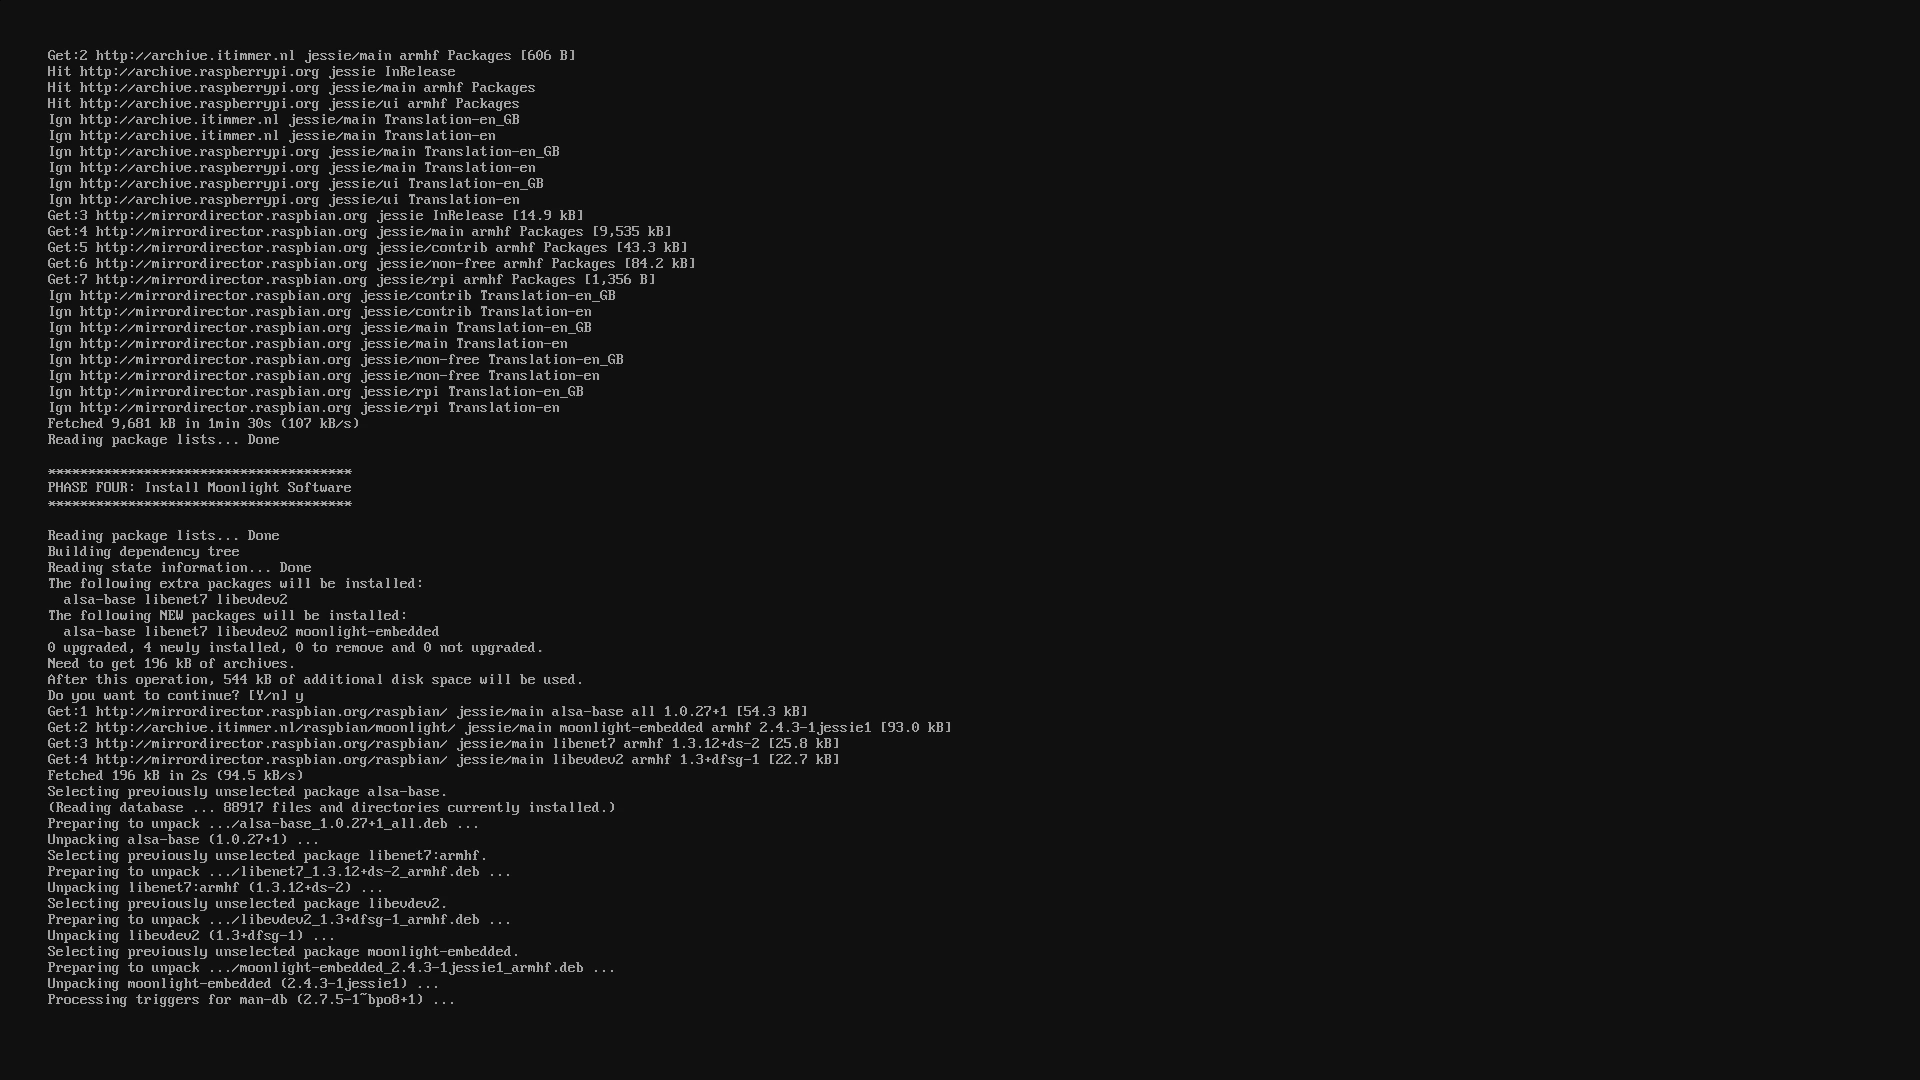 Get:2 http://archive.itimmer.nl jessie/main armhf Packages [606 B]
Hit http://archive.raspberrypi.org jessie InRelease
Hit http://archive.raspberrypi.org jessie/main armhf Packages
Hit http://archive.raspberrypi.org jessie/ui armhf Packages
Ign http://archive.itimmer.nl jessie/main Translation-en_GB
Ign http://archive.itimmer.nl jessie/main Translation-en
Ign http://archive.raspberrypi.org jessie/main Translation-en_GB
Ign http://archive.raspberrypi.org jessie/main Translation-en
Ign http://archive.raspberrypi.org jessie/ui Translation-en_GB
Ign http://archive.raspberrypi.org jessie/ui Translation-en
Get:3 http://mirrordirector.raspbian.org jessie InRelease [14.9 kB]
Get:4 http://mirrordirector.raspbian.org jessie/main armhf Packages [9,535 kB]
Get:5 http://mirrordirector.raspbian.org jessie/contrib armhf Packages [43.3 kB]
Get:6 http://mirrordirector.raspbian.org jessie/non-free armhf Packages [84.2 kB]
Get:7 http://mirrordirector.raspbian.org jessie/rpi armhf Packages [1,356 B]
Ign http://mirrordirector.raspbian.org jessie/contrib Translation-en_GB
Ign http://mirrordirector.raspbian.org jessie/contrib Translation-en
Ign http://mirrordirector.raspbian.org jessie/main Translation-en_GB
Ign http://mirrordirector.raspbian.org jessie/main Translation-en
Ign http://mirrordirector.raspbian.org jessie/non-free Translation-en_GB
Ign http://mirrordirector.raspbian.org jessie/non-free Translation-en
Ign http://mirrordirector.raspbian.org jessie/rpi Translation-en_GB
Ign http://mirrordirector.raspbian.org jessie/rpi Translation-en
Fetched 9,681 kB in 1min 30s (107 kB/s)
Reading package lists... Done
**************************************
PHASE FOUR: Install Moonlight Software
**************************************
Reading package lists... Done
Building dependency tree
Reading state information... Done
The following extra packages will be installed:
  alsa-base libenet7 libevdev2
The following NEW packages will be installed:
  alsa-base libenet7 libevdev2 moonlight-embedded
0 upgraded, 4 newly installed, 0 to remove and 0 not upgraded.
Need to get 196 kB of archives.
After this operation, 544 kB of additional disk space will be used.
Do you want to continue? [Y/n] y
Get:1 http://mirrordirector.raspbian.org/raspbian/ jessie/main alsa-base all 1.0.27+1 [54.3 kB]
Get:2 http://archive.itimmer.nl/raspbian/moonlight/ jessie/main moonlight-embedded armhf 2.4.3-1jessie1 [93.0 kB]
Get:3 http://mirrordirector.raspbian.org/raspbian/ jessie/main libenet7 armhf 1.3.12+ds-2 [25.8 kB]
Get:4 http://mirrordirector.raspbian.org/raspbian/ jessie/main libevdev2 armhf 1.3+dfsg-1 [22.7 kB]
Fetched 196 kB in 2s (94.5 kB/s)
Selecting previously unselected package alsa-base.
(Reading database ... 88917 files and directories currently installed.)
Preparing to unpack .../alsa-base_1.0.27+1_all.deb ...
Unpacking alsa-base (1.0.27+1) ...
Selecting previously unselected package libenet7:armhf.
Preparing to unpack .../libenet7_1.3.12+ds-2_armhf.deb ...
Unpacking libenet7:armhf (1.3.12+ds-2) ...
Selecting previously unselected package libevdev2.
Preparing to unpack .../libevdev2_1.3+dfsg-1_armhf.deb ...
Unpacking libevdev2 (1.3+dfsg-1) ...
Selecting previously unselected package moonlight-embedded.
Preparing to unpack .../moonlight-embedded_2.4.3-1jessie1_armhf.deb ...
Unpacking moonlight-embedded (2.4.3-1jessie1) ...
Processing triggers for man-db (2.7.5-1~bpo8+1) ...